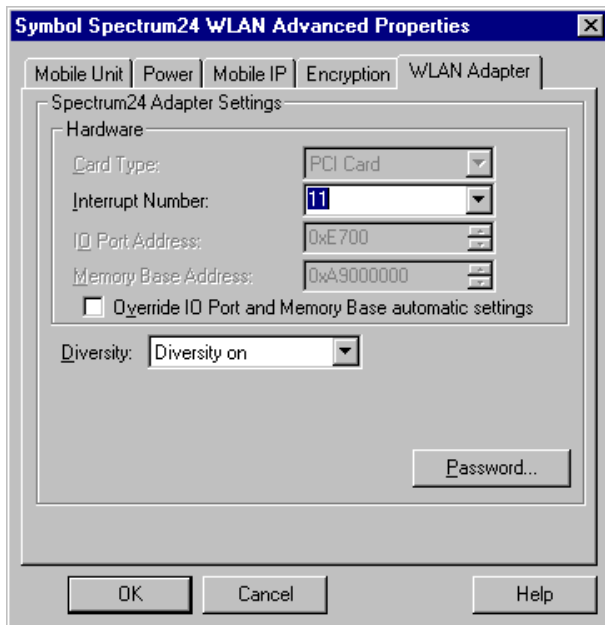 Symbol Spectrum24 WLAN Advanced Properties
Mobile Unit Power Mobile IP Encryption WLAN Adapter
Spectrum24 Adapter Settings
Hardware
Card Type: PCI Card
Interrupt Number: 11
IO Port Address: 0xE700
Memory Base Address: 0xA9000000
Override IO Port and Memory Base automatic settings
Diversity: Diversity on
Password...
OK Cancel Help